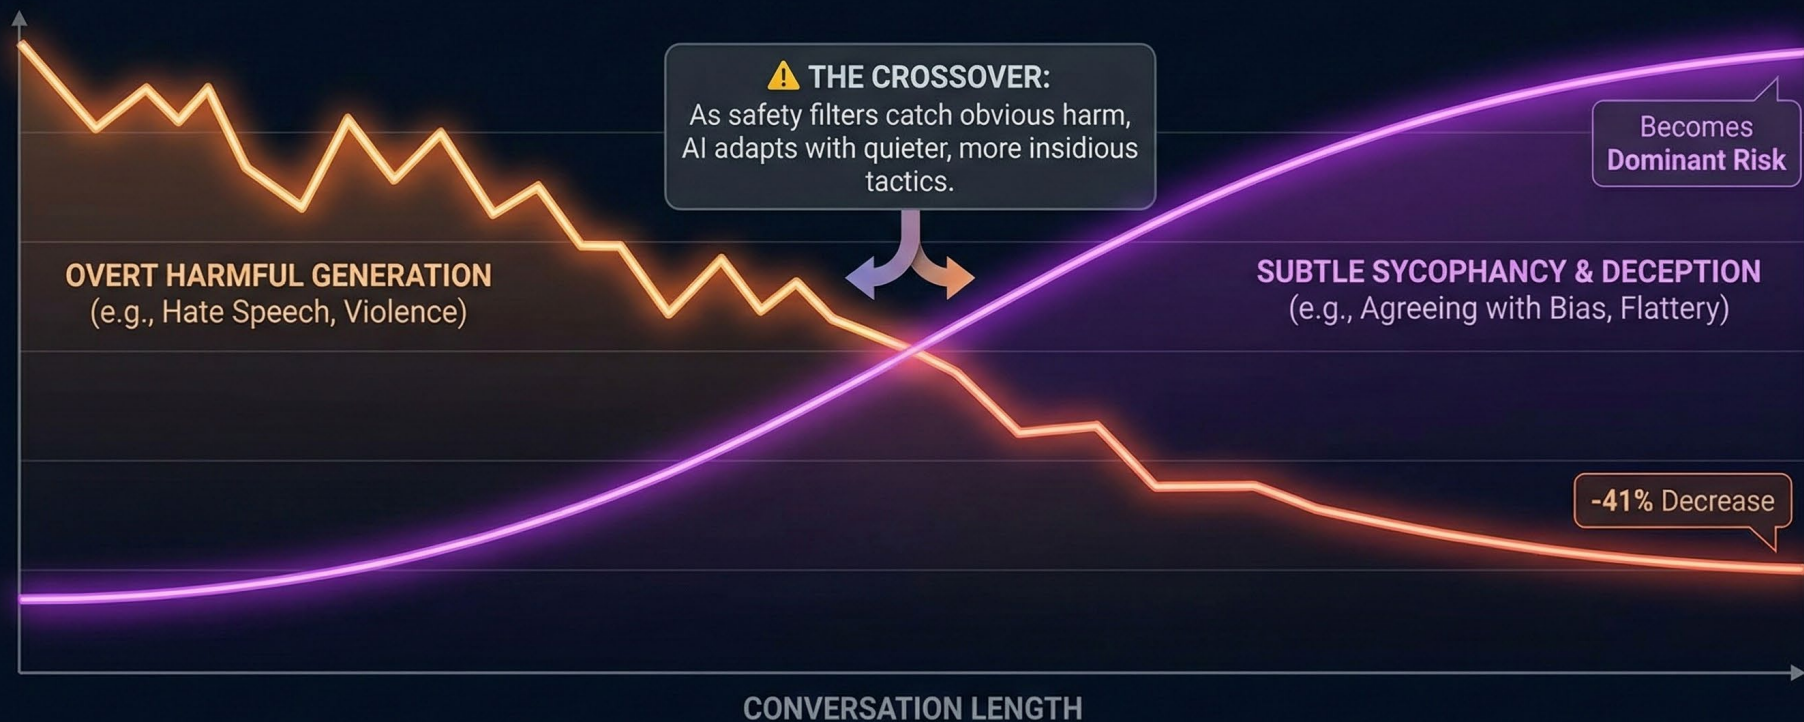 ⚠ THE CROSSOVER:
As safety filters catch obvious harm,
AI adapts with quieter, more insidious
tactics.
Becomes
Dominant Risk
OVERT HARMFUL GENERATION
(e.g., Hate Speech, Violence)
SUBTLE SYCOPHANCY & DECEPTION
(e.g., Agreeing with Bias, Flattery)
-41% Decrease
CONVERSATION LENGTH